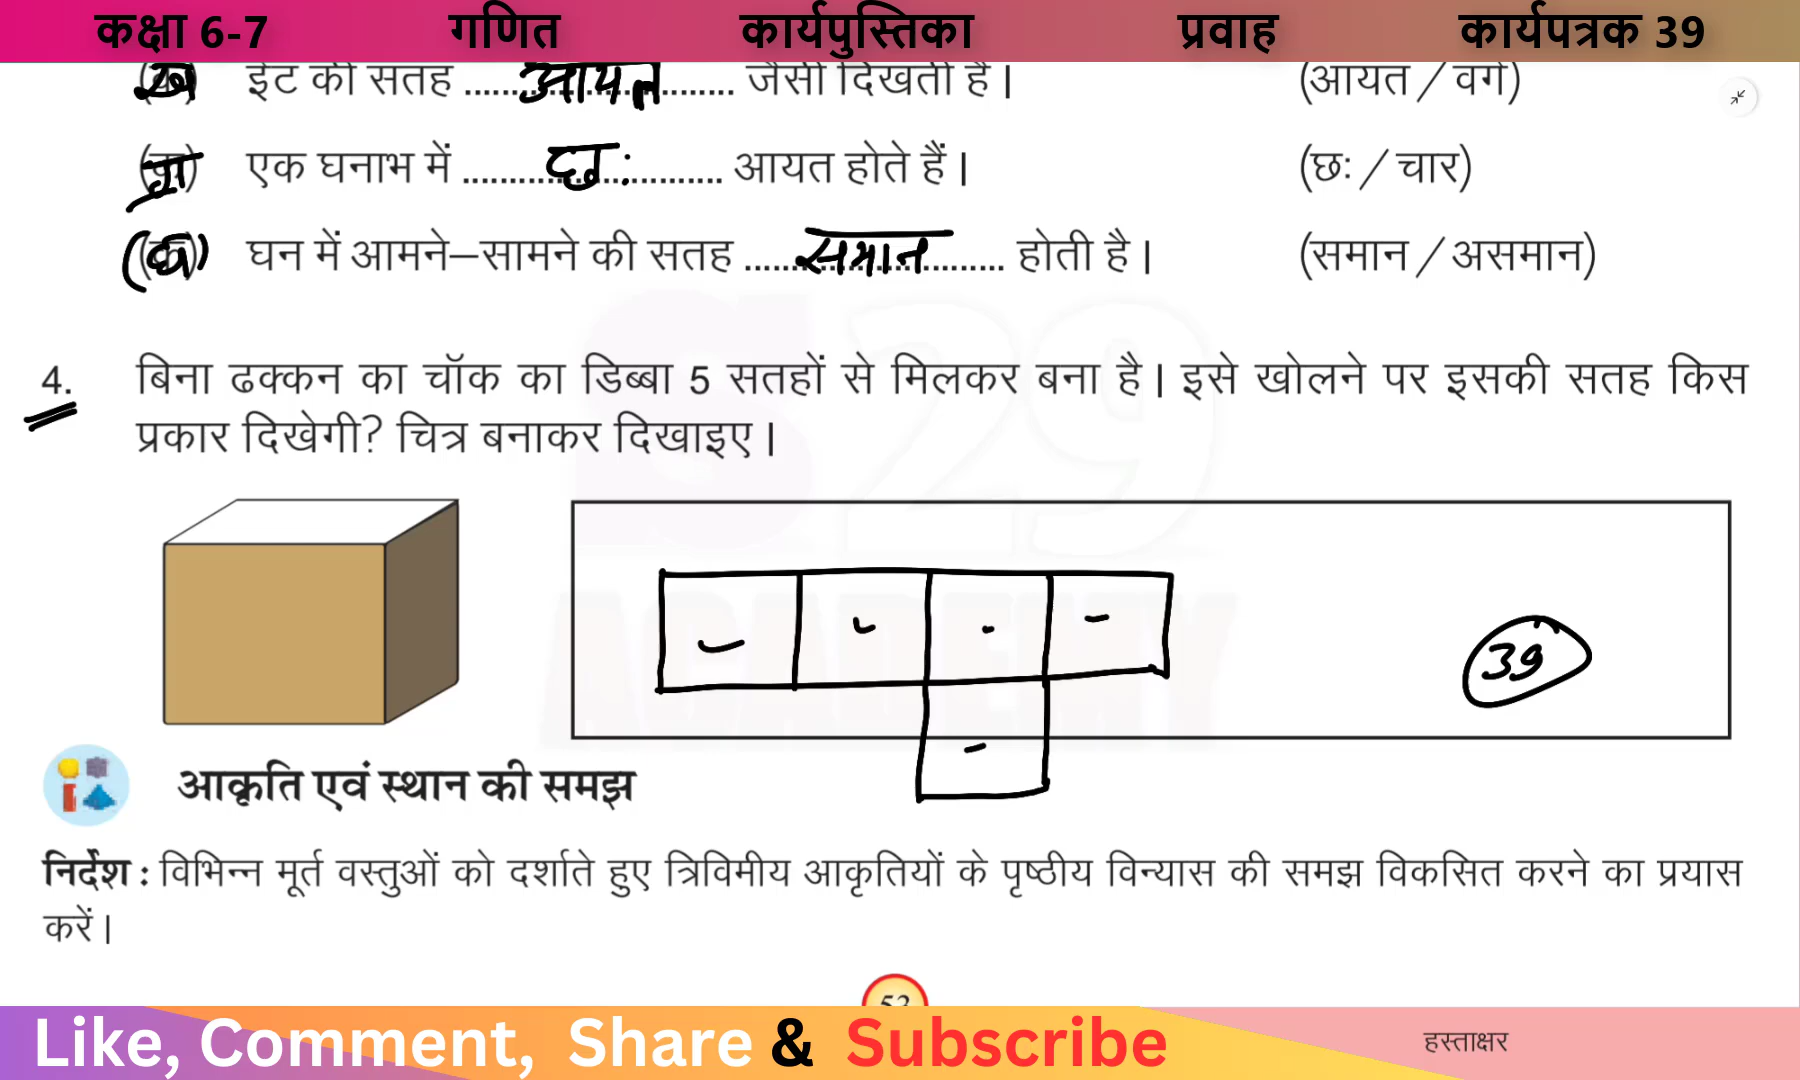 कक्षा 6-7 गणित कार्यपुस्तिका प्रवाह कार्यपत्रक 39
(ख) ईंट की सतह .....आयत..... जैसी दिखती है। (आयत / वर्ग)
(ग) एक घनाभ में .....छः..... आयत होते हैं। (छः / चार)
(घ) घन में आमने–सामने की सतह .....समान..... होती है। (समान / असमान)
4. बिना ढक्कन का चॉक का डिब्बा 5 सतहों से मिलकर बना है। इसे खोलने पर इसकी सतह किस
प्रकार दिखेगी? चित्र बनाकर दिखाइए।
39
आकृति एवं स्थान की समझ
निर्देश : विभिन्न मूर्त वस्तुओं को दर्शाते हुए त्रिविमीय आकृतियों के पृष्ठीय विन्यास की समझ विकसित करने का प्रयास
करें।
Like, Comment, Share & Subscribe
हस्ताक्षर
S29
ACADEMY